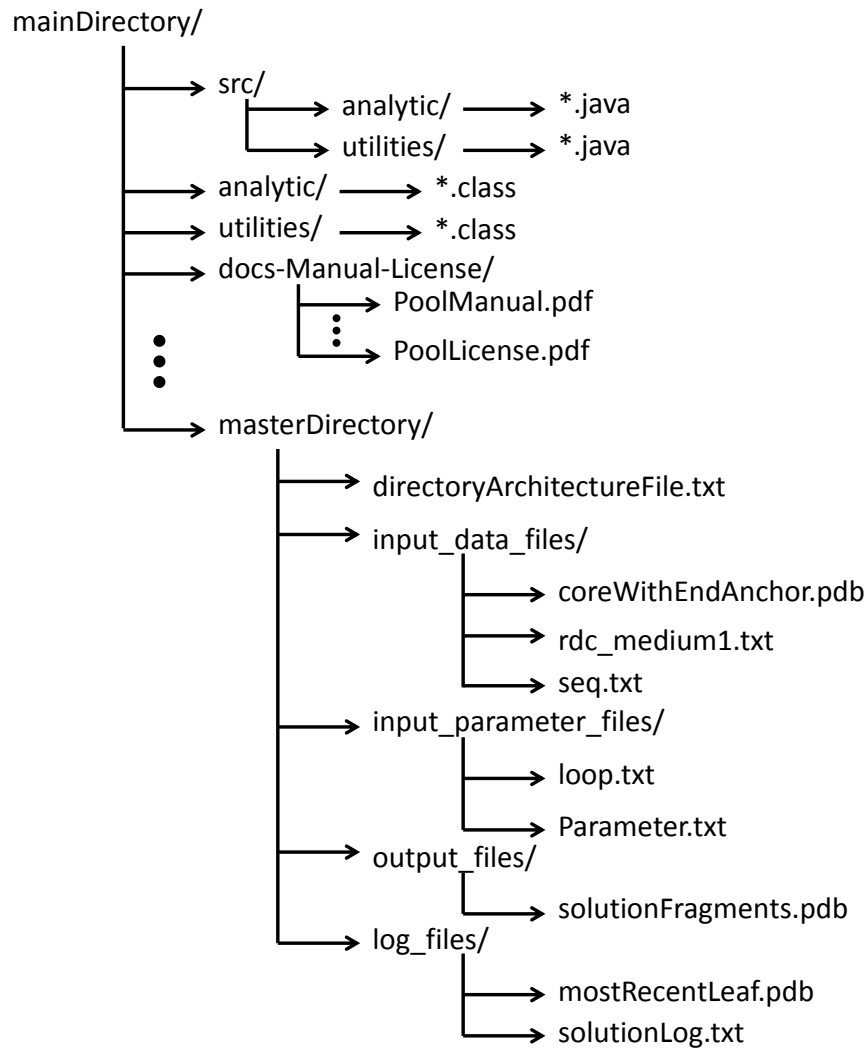 mainDirectory/
src/
analytic/ *.java
utilities/ *.java
analytic/ *.class
utilities/ *.class
docs-Manual-License/
PoolManual.pdf
PoolLicense.pdf
masterDirectory/
directoryArchitectureFile.txt
input_data_files/
coreWithEndAnchor.pdb
rdc_medium1.txt
seq.txt
input_parameter_files/
loop.txt
Parameter.txt
output_files/
solutionFragments.pdb
log_files/
mostRecentLeaf.pdb
solutionLog.txt